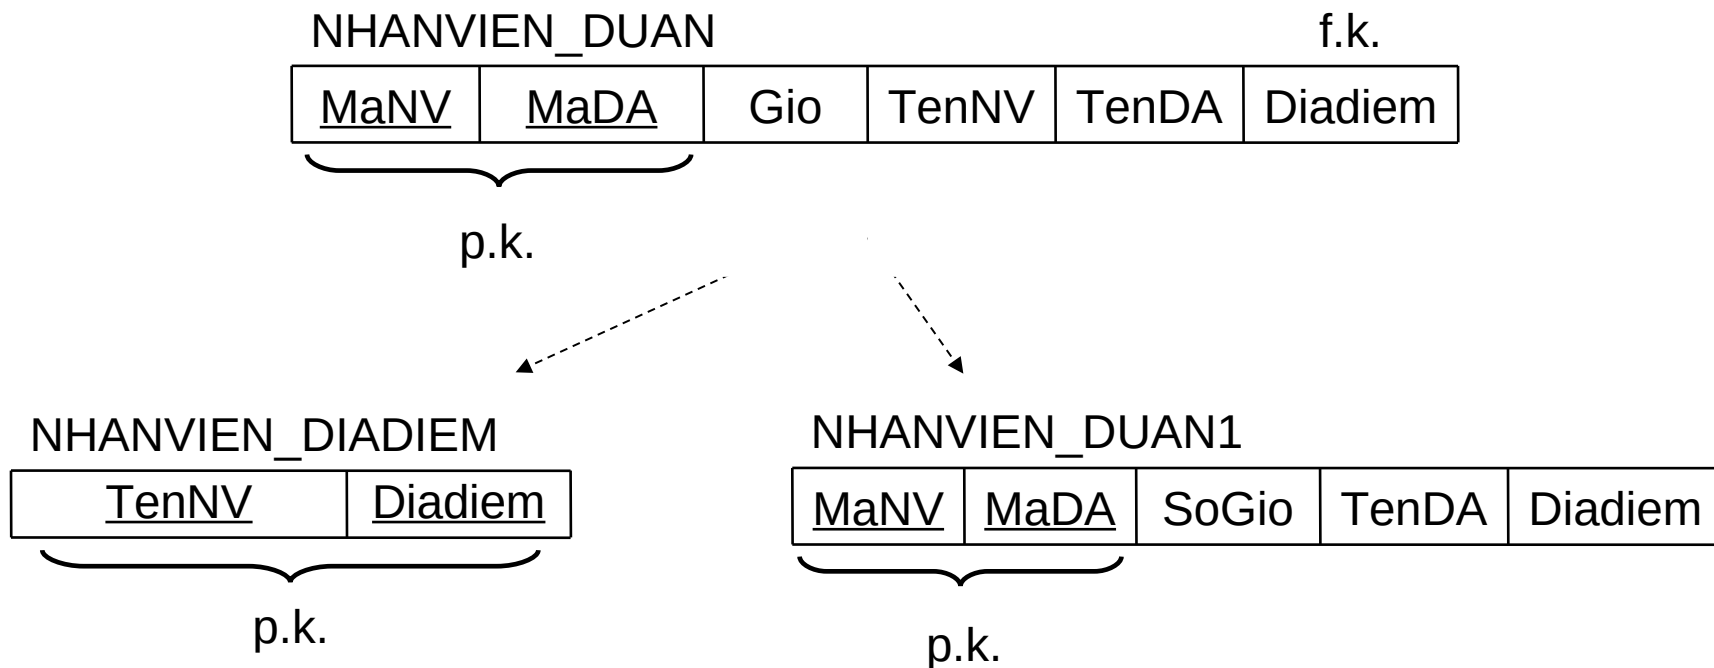 NHANVIEN_DUAN f.k.
MaNV MaDA Gio TenNV TenDA Diadiem
p.k.
NHANVIEN_DIADIEM
TenNV Diadiem
p.k.
NHANVIEN_DUAN1
MaNV MaDA SoGio TenDA Diadiem
p.k.